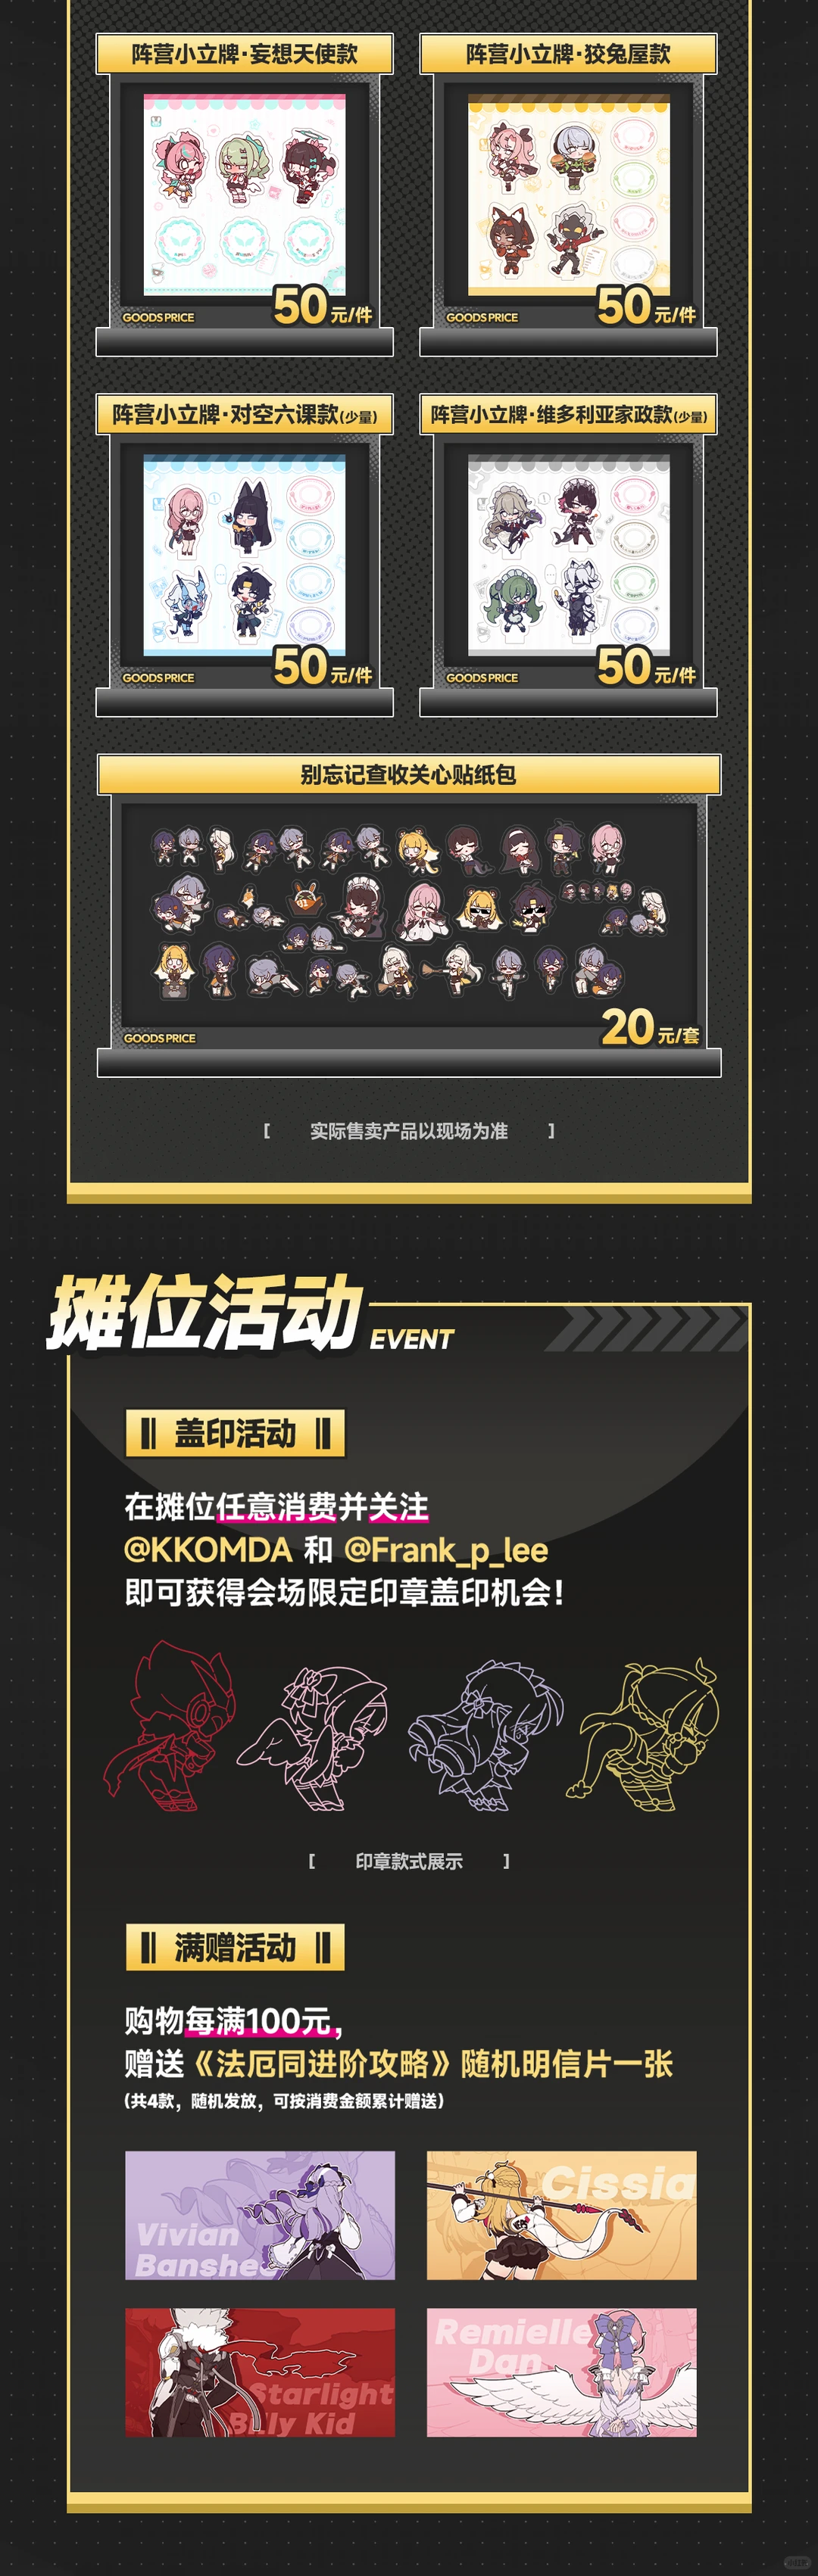 阵营小立牌·妄想天使款
阵营小立牌·狡兔屋款
GOODS PRICE
50元/件
GOODS PRICE
50元/件
阵营小立牌·对空六课款(少量)
阵营小立牌·维多利亚家政款(少量)
GOODS PRICE
50元/件
GOODS PRICE
50元/件
别忘记查收关心贴纸包
GOODS PRICE
20元/套
[ 实际售卖产品以现场为准 ]
摊位活动
EVENT
盖印活动
在摊位任意消费并关注
@KKOMDA 和 @Frank_p_lee
即可获得会场限定印章盖印机会！
[ 印章款式展示 ]
满赠活动
购物每满100元，
赠送《法厄同进阶攻略》随机明信片一张
(共4款，随机发放，可按消费金额累计赠送)
Vivian
Banshee
Cissia
Starlight
Billy Kid
Remielle
Dan